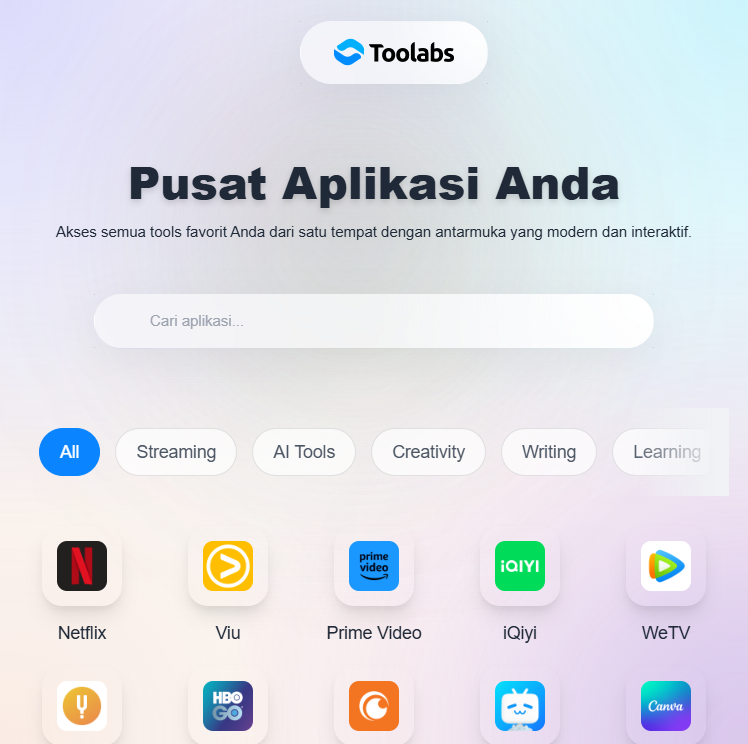 Toolabs
Pusat Aplikasi Anda
Akses semua tools favorit Anda dari satu tempat dengan antarmuka yang modern dan interaktif.
Cari aplikasi...
All
Streaming
AI Tools
Creativity
Writing
Learning
N
prime
video
iQIYI
Netflix
Viu
Prime Video
iQiyi
WeTV
HBO
GO
Canva